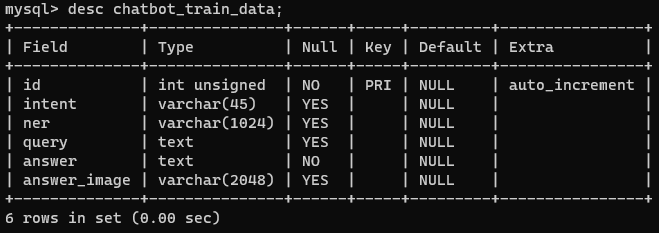 mysql> desc chatbot_train_data;
+--------------+---------------+------+-----+---------+----------------+
| Field        | Type          | Null | Key | Default | Extra          |
+--------------+---------------+------+-----+---------+----------------+
| id           | int unsigned  | NO   | PRI | NULL    | auto_increment |
| intent       | varchar(45)   | YES  |     | NULL    |                |
| ner          | varchar(1024) | YES  |     | NULL    |                |
| query        | text          | YES  |     | NULL    |                |
| answer       | text          | NO   |     | NULL    |                |
| answer_image | varchar(2048) | YES  |     | NULL    |                |
+--------------+---------------+------+-----+---------+----------------+
6 rows in set (0.00 sec)